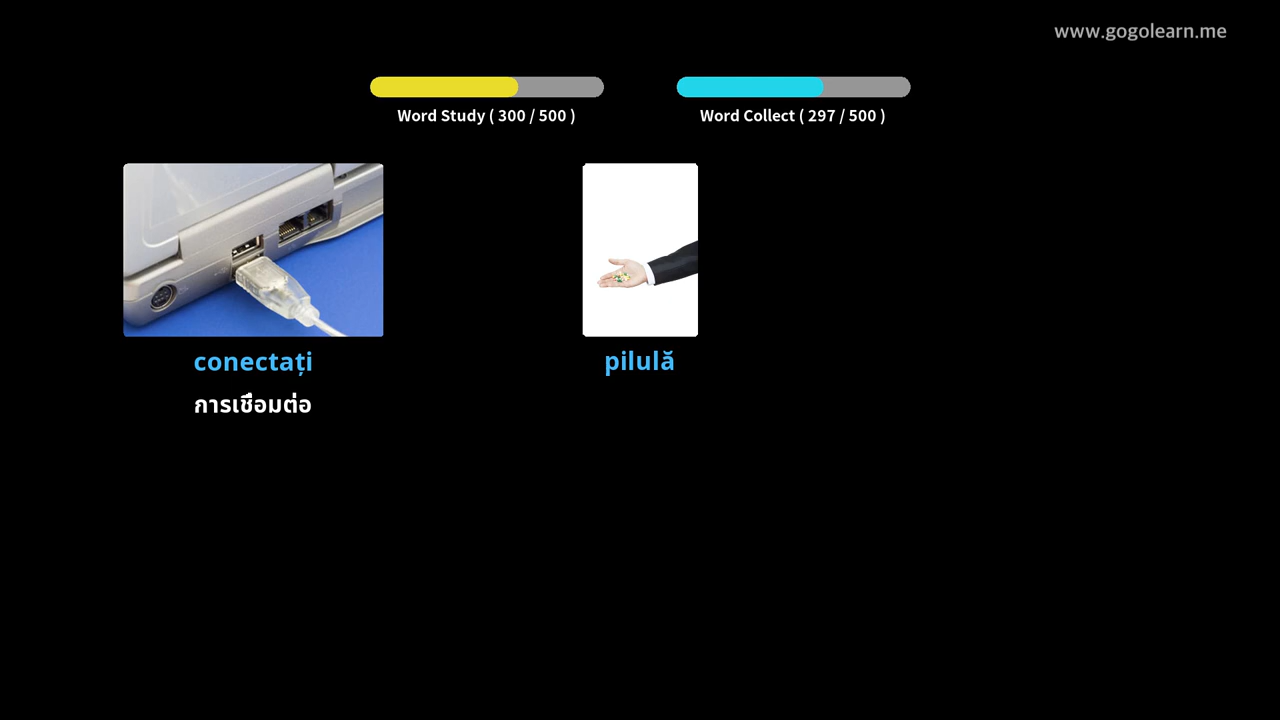 www.gogolearn.me
Word Study ( 300 / 500 )
Word Collect ( 297 / 500 )
conectați
การเชื่อมต่อ
pilulă